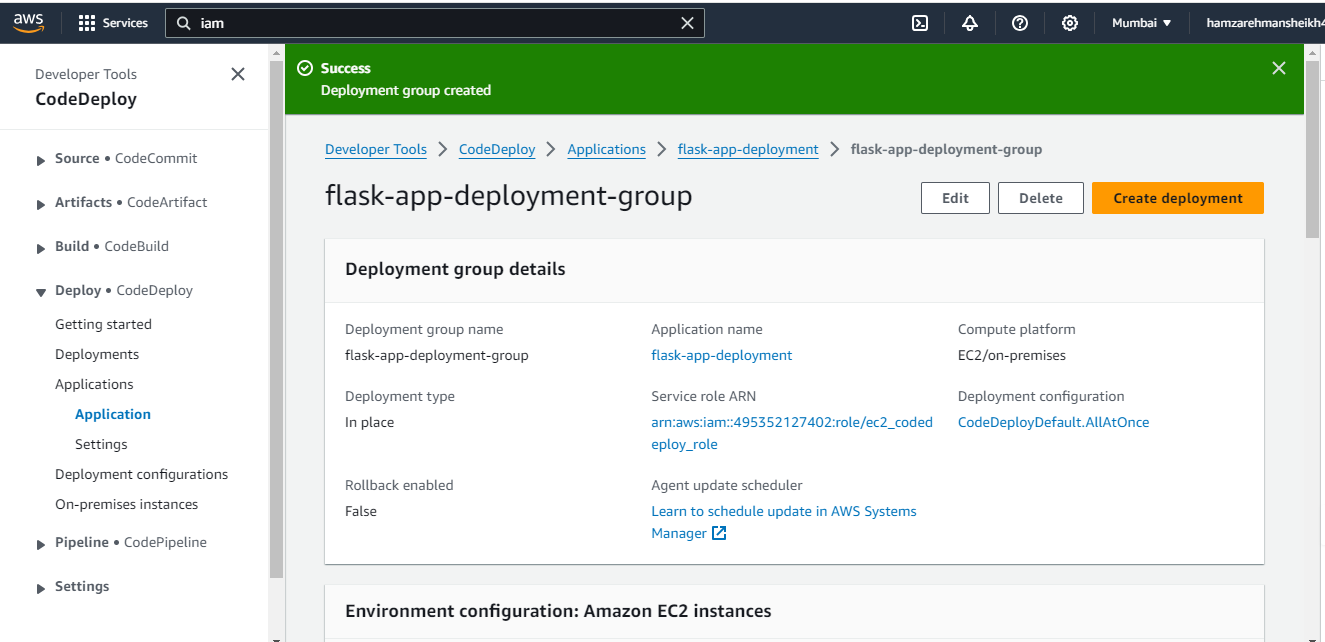 aws
Services
iam
Mumbai ▼
hamzarehmansheikh4
Developer Tools
CodeDeploy
Source • CodeCommit
Artifacts • CodeArtifact
Build • CodeBuild
Deploy • CodeDeploy
Getting started
Deployments
Applications
Application
Settings
Deployment configurations
On-premises instances
Pipeline • CodePipeline
Settings
Success
Deployment group created
Developer Tools > CodeDeploy > Applications > flask-app-deployment > flask-app-deployment-group
flask-app-deployment-group
Edit
Delete
Create deployment
Deployment group details
Deployment group name
flask-app-deployment-group
Application name
flask-app-deployment
Compute platform
EC2/on-premises
Deployment type
In place
Service role ARN
arn:aws:iam::495352127402:role/ec2_coded
eploy_role
Deployment configuration
CodeDeployDefault.AllAtOnce
Rollback enabled
False
Agent update scheduler
Learn to schedule update in AWS Systems
Manager
Environment configuration: Amazon EC2 instances